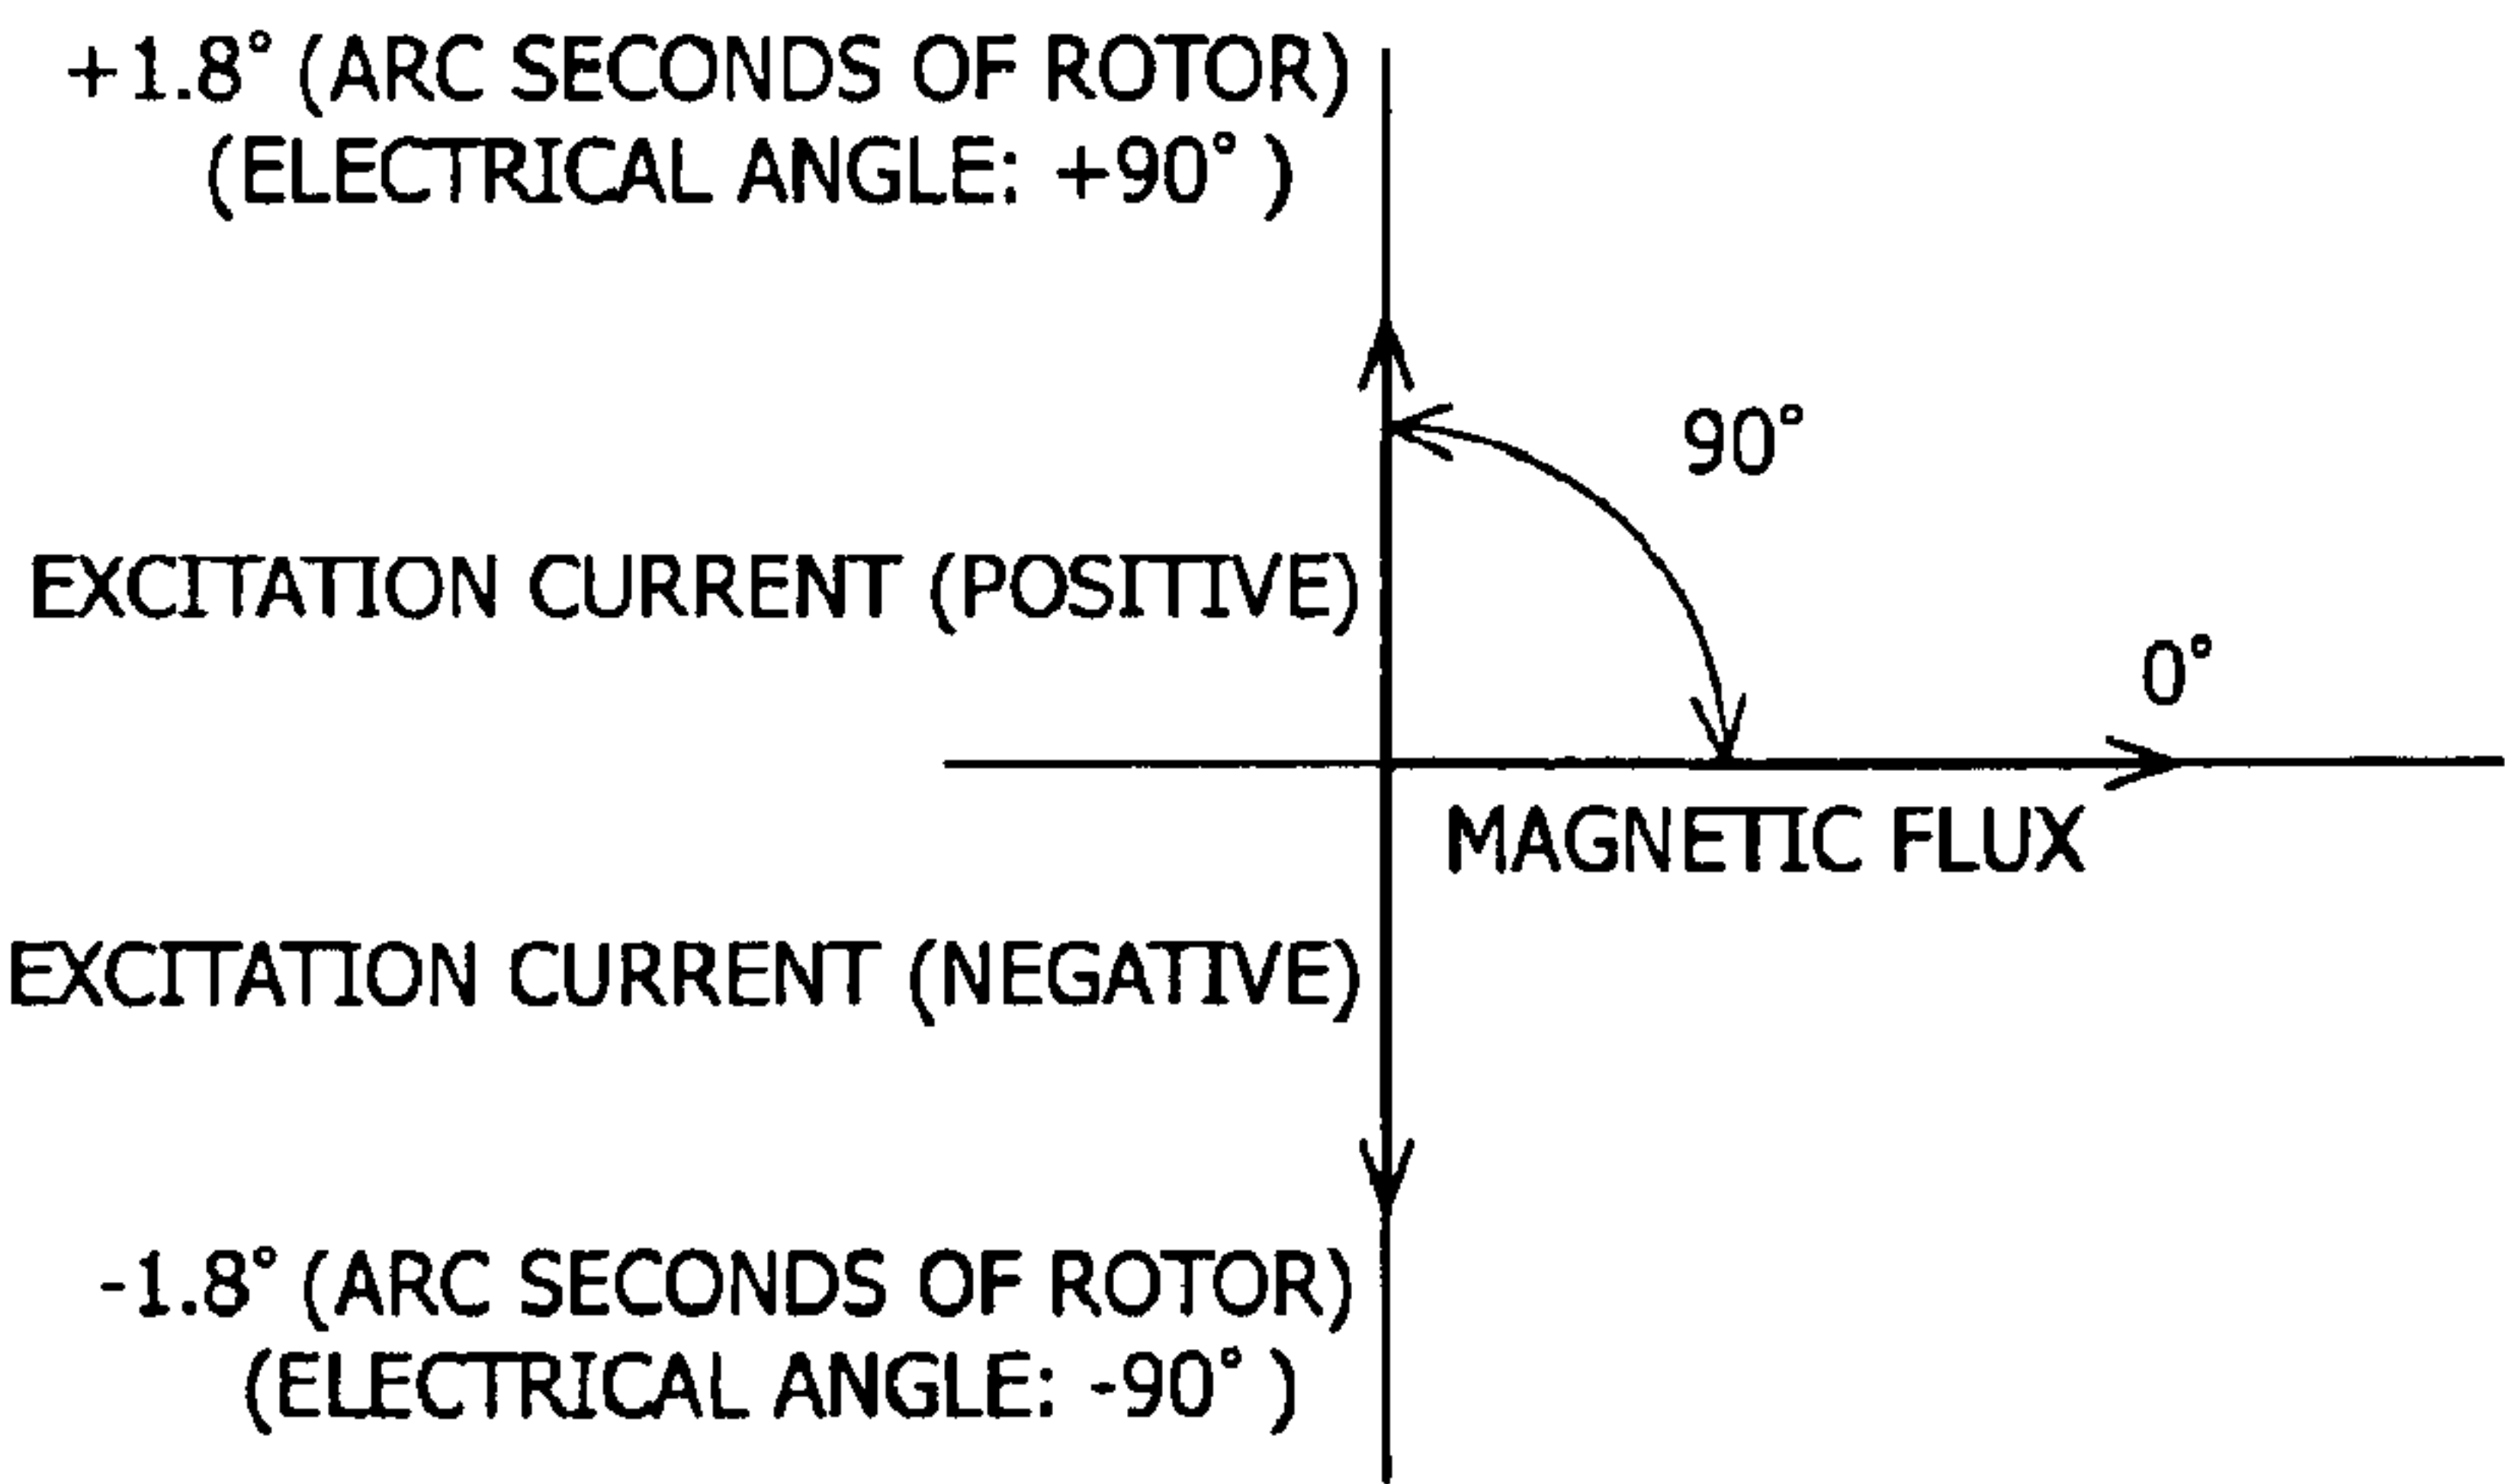 +1.8° (ARC SECONDS OF ROTOR)
(ELECTRICAL ANGLE: +90° )
90°
EXCITATION CURRENT (POSITIVE)
0°
MAGNETIC FLUX
EXCITATION CURRENT (NEGATIVE)
-1.8° (ARC SECONDS OF ROTOR)
(ELECTRICAL ANGLE: -90° )